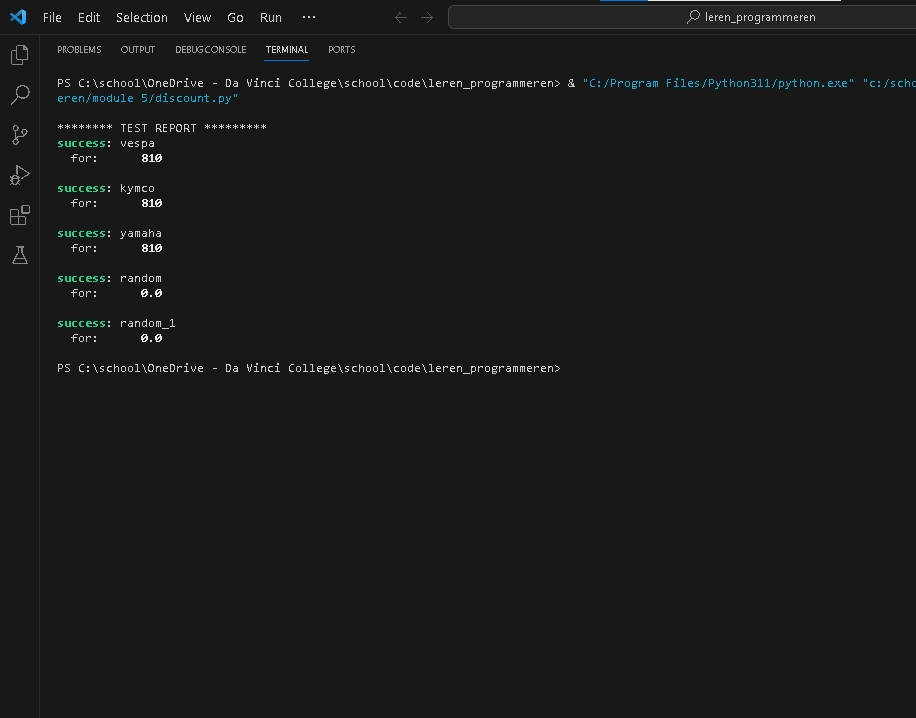 File Edit Selection View Go Run ···
leren_programmeren
PROBLEMS OUTPUT DEBUG CONSOLE TERMINAL PORTS
PS C:\school\OneDrive - Da Vinci College\school\code\leren_programmeren> & "C:/Program Files/Python311/python.exe" "c:/scho
eren/module 5/discount.py"
******** TEST REPORT *********
success: vespa
for: 810
success: kymco
for: 810
success: yamaha
for: 810
success: random
for: 0.0
success: random_1
for: 0.0
PS C:\school\OneDrive - Da Vinci College\school\code\leren_programmeren>